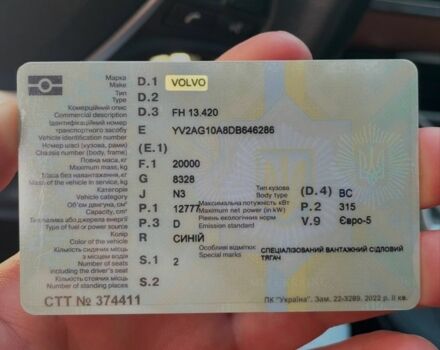 Марка
Make D.1 VOLVO
Тип
Type D.2
Комерційний опис
Commercial description D.3 FH 13.420
Ідентифікаційний номер
транспортного засобу
Vehicle identification number E YV2AG10A8DB646286
Номер шасі (кузова, рами)
Chassis number (body, frame) (E.1)
Повна маса, кг
Maximum mass, kg F.1 20000
Маса без навантаження, кг
Mass of the vehicle in service, kg G 8328
Категорія
Vehicle category J N3 Тип кузова
Body type (D.4) BC
Об'єм двигуна, см³
Capacity, cm³ P.1 12777 Максимальна потужність кВт
Maximum net power (in kW) P.2 315
Тип палива або джерела енергії
Type of fuel or power source P.3 D Рівень екологічних норм
Emission standard V.9 Євро-5
Колір
Color of the vehicle R СИНІЙ
Кількість сидячих місць
з місцем водія
Number of seats
including the driver's seat S.1 2
Особливі відмітки
Special marks СПЕЦІАЛІЗОВАНИЙ ВАНТАЖНИЙ СІДЛОВИЙ
ТЯГАЧ
Кількість стоячих місць
Number of standing S.2
СТТ № 374411
ПК "Україна". Зам. 22-3289. 2022 р. II кв.